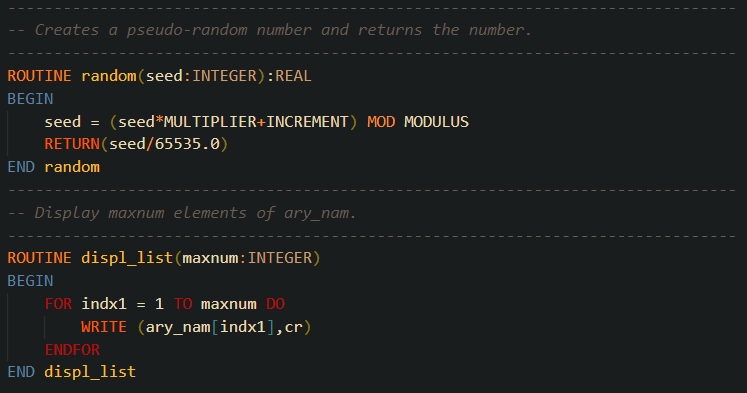 --------------------------------------------------------------------------------
-- Creates a pseudo-random number and returns the number.
--------------------------------------------------------------------------------
ROUTINE random(seed:INTEGER):REAL
BEGIN
    seed = (seed*MULTIPLIER+INCREMENT) MOD MODULUS
    RETURN(seed/65535.0)
END random
--------------------------------------------------------------------------------
-- Display maxnum elements of ary_nam.
--------------------------------------------------------------------------------
ROUTINE displ_list(maxnum:INTEGER)
BEGIN
    FOR indx1 = 1 TO maxnum DO
        WRITE (ary_nam[indx1],cr)
    ENDFOR
END displ_list